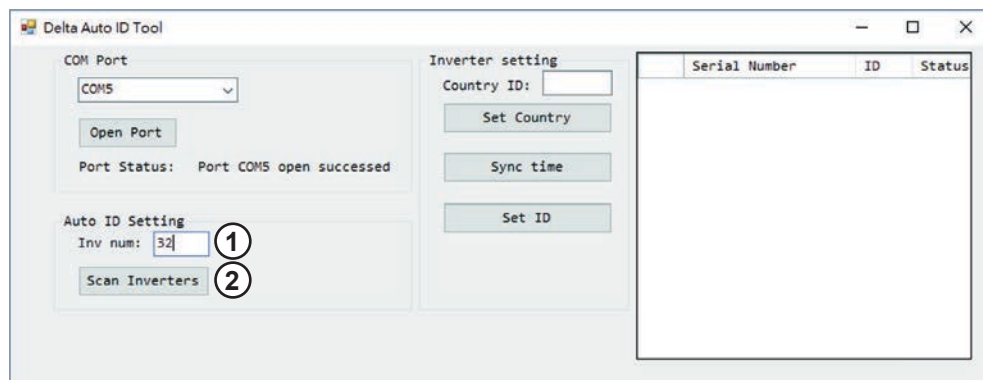 Delta Auto ID Tool
COM Port
COM5
Open Port
Port Status: Port COM5 open successed
Auto ID Setting
Inv num: 32 1
Scan Inverters 2
Inverter setting
Country ID:
Set Country
Sync time
Set ID
Serial Number ID Status